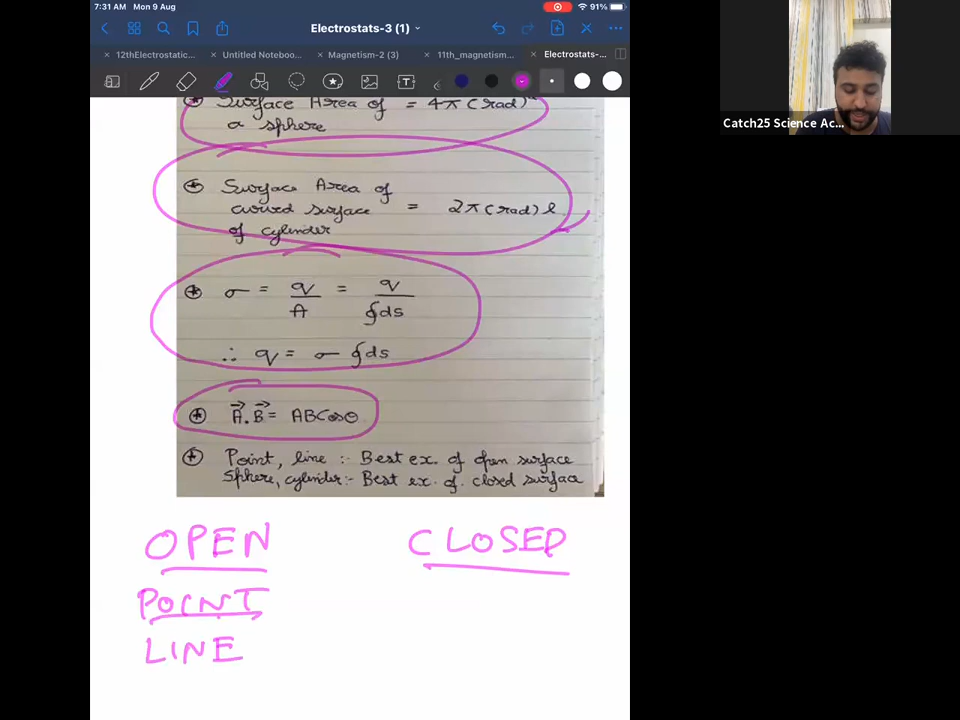 7:31 AM Mon 9 Aug
91%
Electrostats-3 (1)
12thElectrostatic...
Untitled Noteboo...
Magnetism-2 (3)
11th_magnetism...
Electrostats-...
Catch25 Science Ac...
Surface Area of = 4π (rad)²
a sphere
Surface Area of
curved surface = 2π (rad) l
of cylinder
σ = q/A = q/∮ds
∴ q = σ ∮ds
A⃗.B⃗ = ABCosθ
Point, line :- Best ex. of open surface
Sphere, cylinder:- Best ex. of closed surface
OPEN CLOSED
POINT
LINE